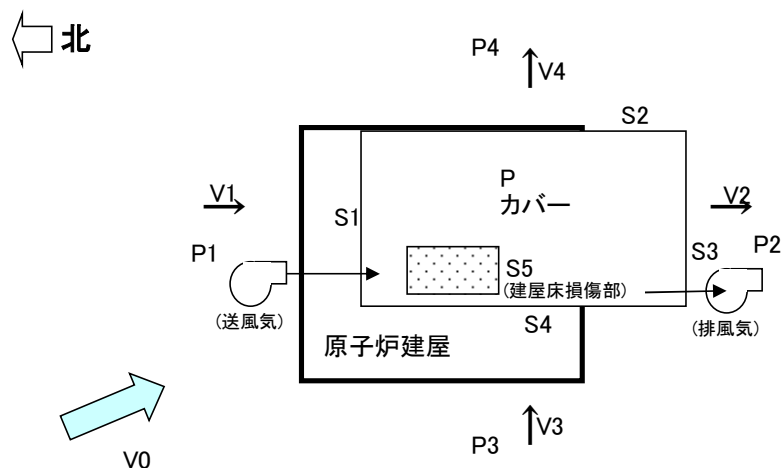 北
P4
V4
S2
P
カバー
V1
V2
S1
P1
S3
P2
S5
(建屋床損傷部)
(送風気)
(排風気)
S4
原子炉建屋
P3
V3
V0